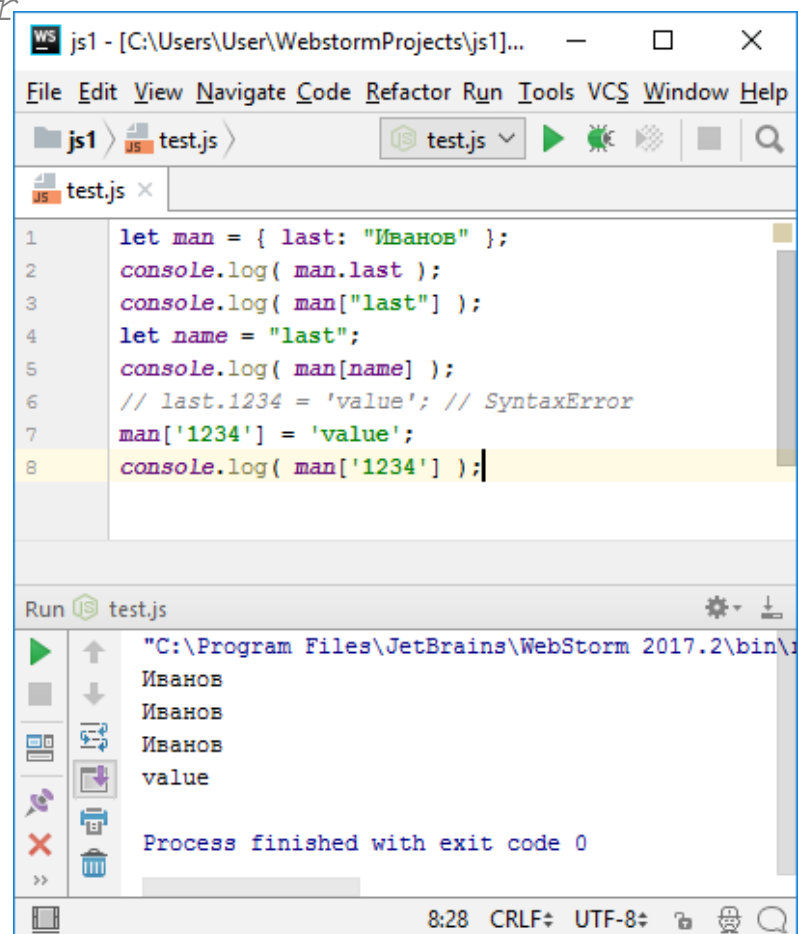 WS js1 - [C:\Users\User\WebstormProjects\js1]...
File Edit View Navigate Code Refactor Run Tools VCS Window Help
js1 test.js test.js
test.js
1 let man = { last: "Иванов" };
2 console.log( man.last );
3 console.log( man["last"] );
4 let name = "last";
5 console.log( man[name] );
6 // last.1234 = 'value'; // SyntaxError
7 man['1234'] = 'value';
8 console.log( man['1234'] );
Run test.js
"C:\Program Files\JetBrains\WebStorm 2017.2\bin\
Иванов
Иванов
Иванов
value
Process finished with exit code 0
8:28 CRLF UTF-8